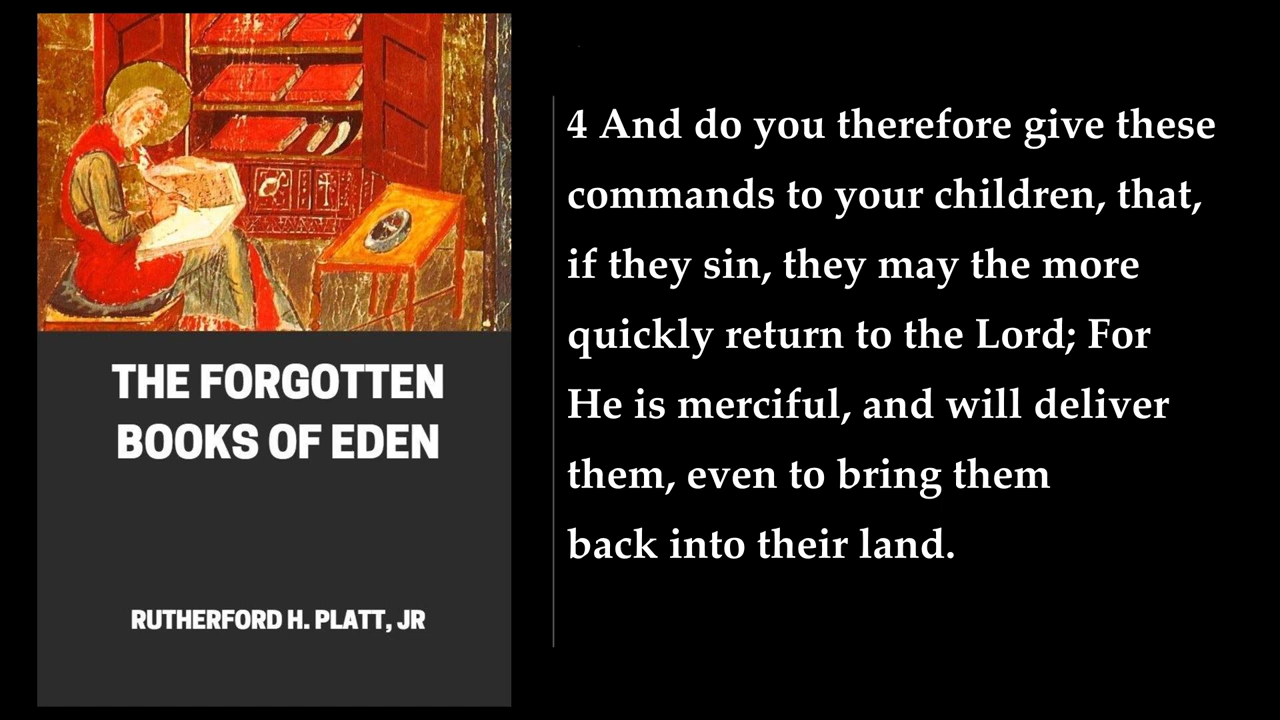 THE FORGOTTEN
BOOKS OF EDEN
RUTHERFORD H. PLATT, JR
4 And do you therefore give these
commands to your children, that,
if they sin, they may the more
quickly return to the Lord; For
He is merciful, and will deliver
them, even to bring them
back into their land.